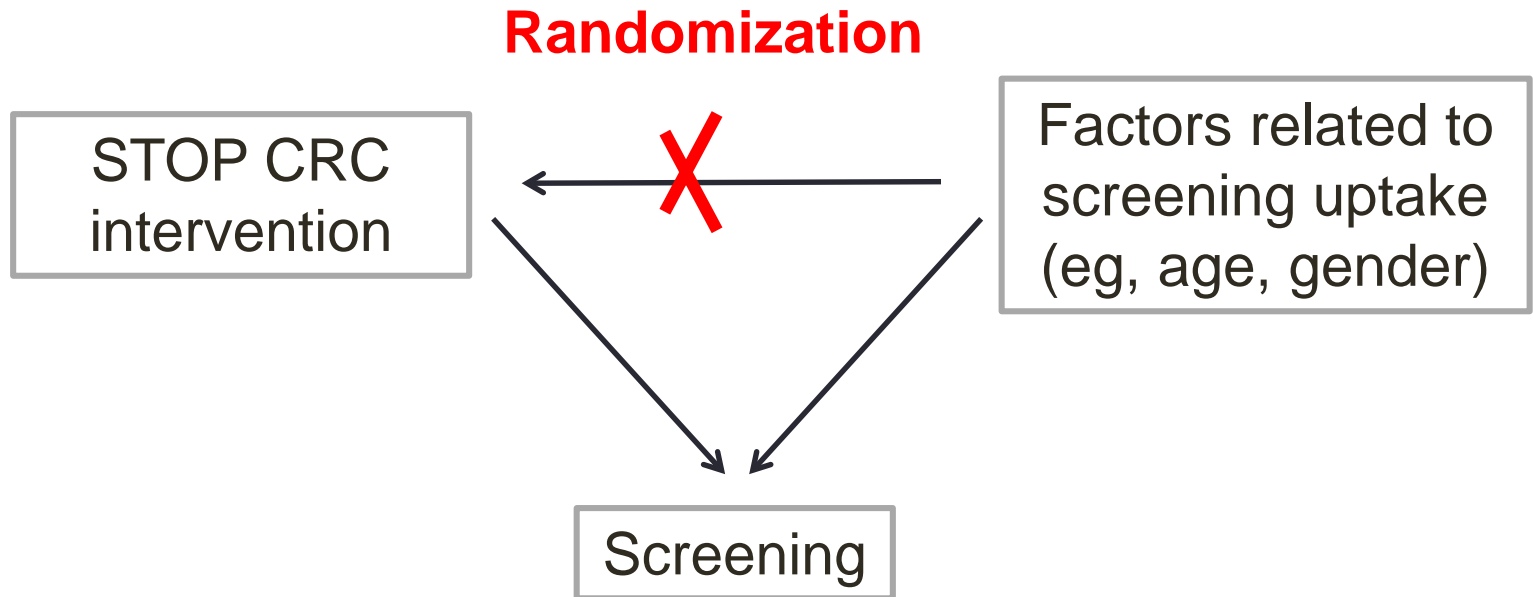 Randomization
STOP CRC
intervention
Factors related to
screening uptake
(eg, age, gender)
Screening